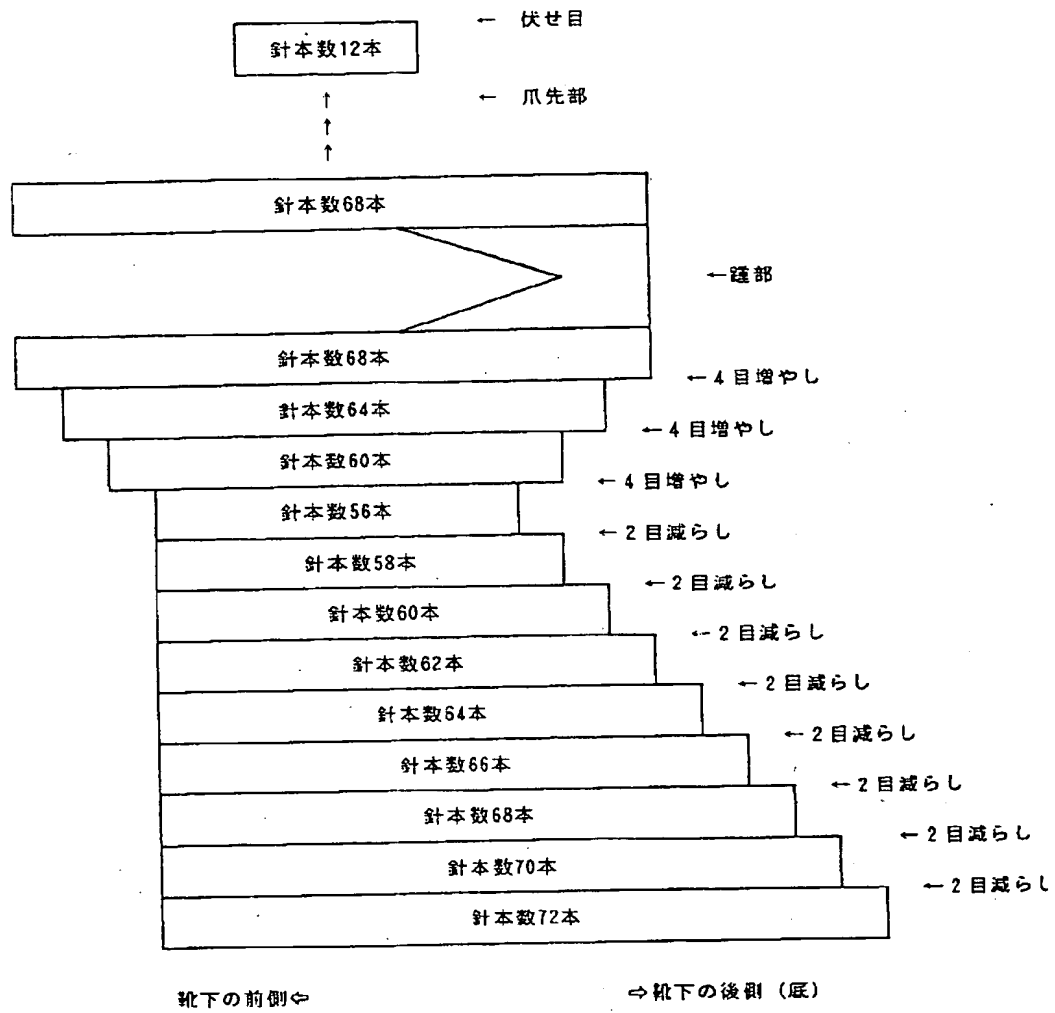 ← 伏せ目
針本数12本
← 爪先部
↑
↑
↑
針本数68本
←踵部
針本数68本
←4目増やし
針本数64本
←4目増やし
針本数60本
←4目増やし
針本数56本
←2目減らし
針本数58本
←2目減らし
針本数60本
←2目減らし
針本数62本
←2目減らし
針本数64本
←2目減らし
針本数66本
←2目減らし
針本数68本
←2目減らし
針本数70本
←2目減らし
針本数72本
靴下の前側⇦ ⇨靴下の後側(底)